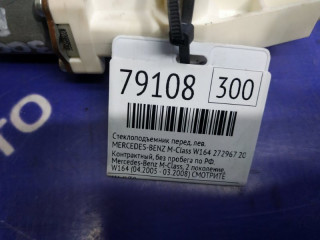 79108 300
Стеклоподъемник перед. лев.
MERCEDES-BENZ M-Class W164 272967 20
Контрактный, без пробега по РФ.
Mercedes-Benz M-Class, 2 поколение,
W164 (04.2005 - 03.2008) СМОТРИТЕ
ТО